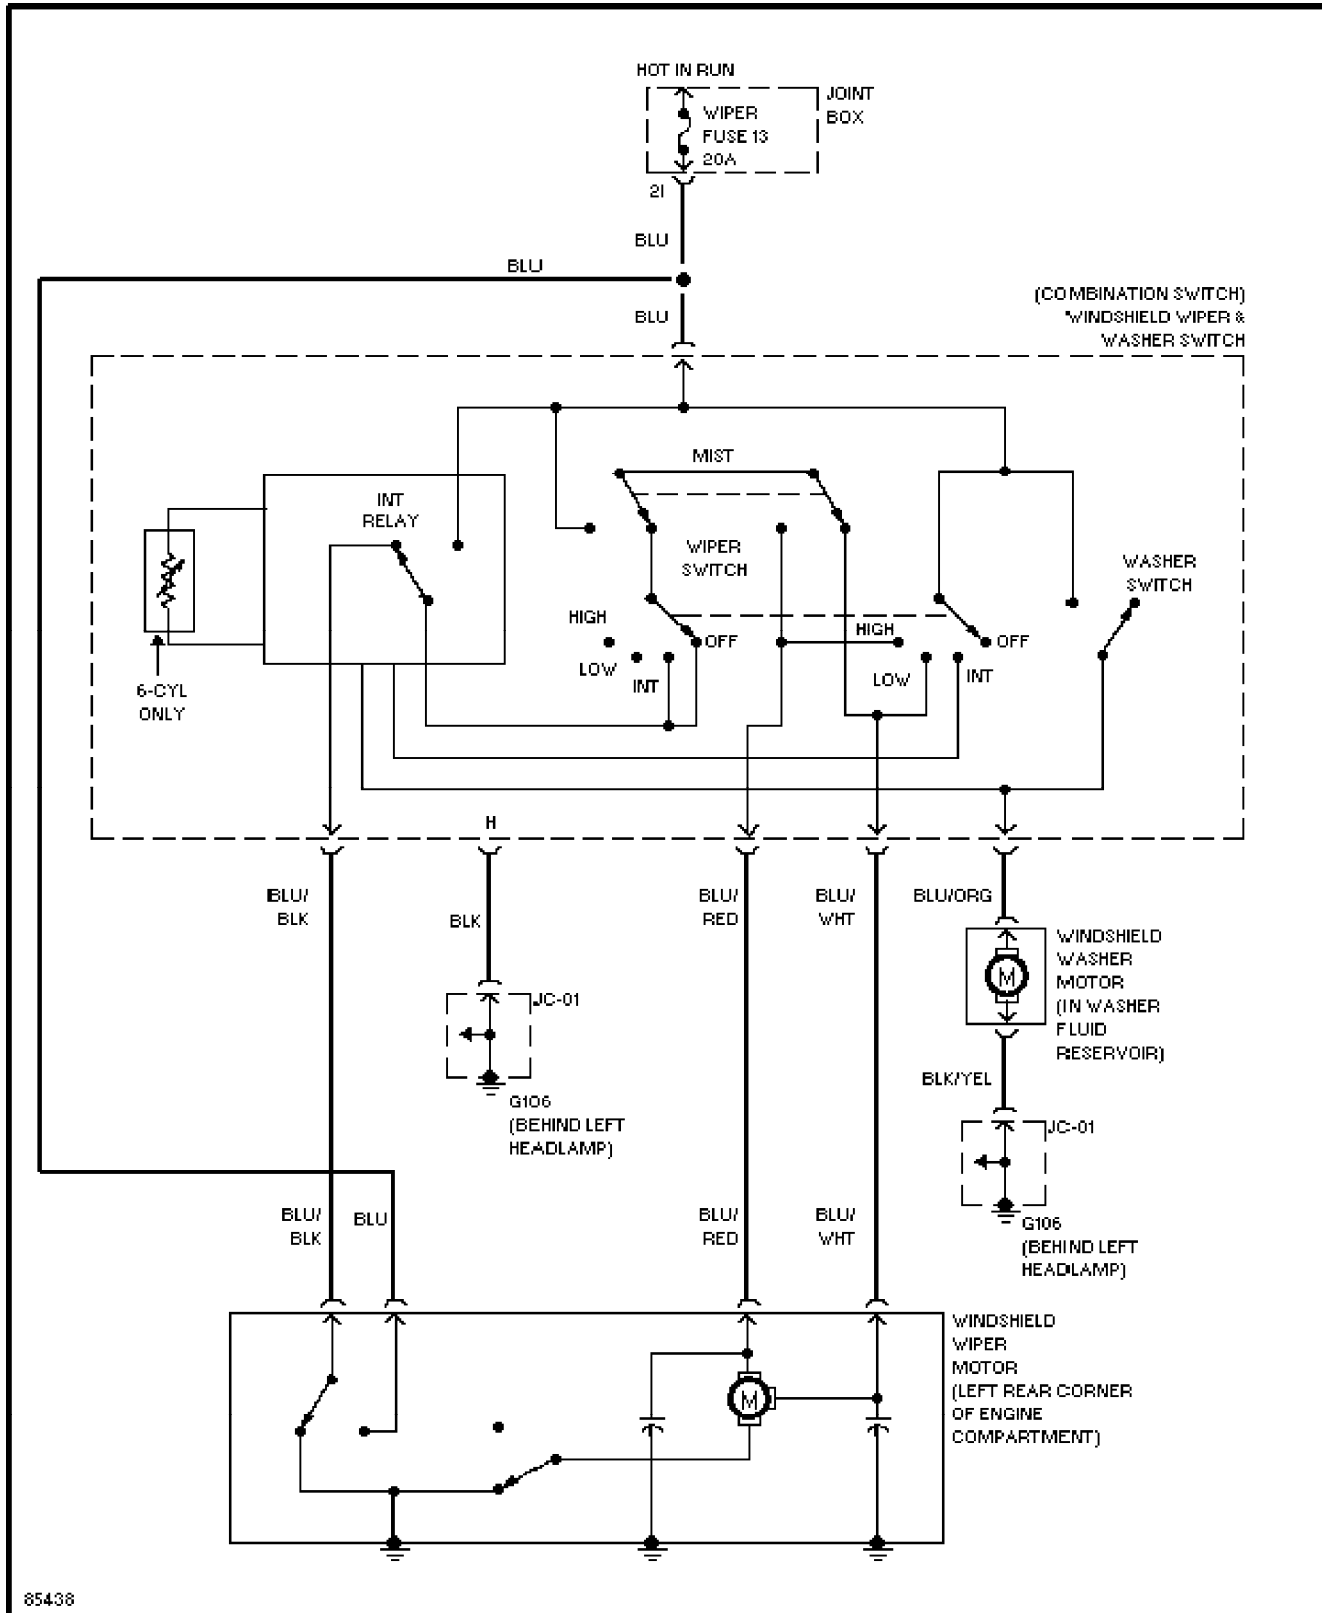 HOT IN RUN
JOINT
BOX
WIPER
FUSE 13
20A
2I
BLU
BLU
BLU
(COMBINATION SWITCH)
WINDSHIELD WIPER &
WASHER SWITCH
MIST
INT
RELAY
WIPER
SWITCH
WASHER
SWITCH
HIGH
OFF
HIGH
OFF
LOW
INT
LOW
INT
6-CYL
ONLY
H
BLU/
BLK
BLK
BLU/
RED
BLU/
WHT
BLU/ORG
WINDSHIELD
WASHER
MOTOR
(IN WASHER
FLUID
RESERVOIR)
M
JC-01
BLK/YEL
G106
(BEHIND LEFT
HEADLAMP)
JC-01
BLU/
BLK
BLU
BLU/
RED
BLU/
WHT
G106
(BEHIND LEFT
HEADLAMP)
WINDSHIELD
WIPER
MOTOR
(LEFT REAR CORNER
OF ENGINE
COMPARTMENT)
M
85438